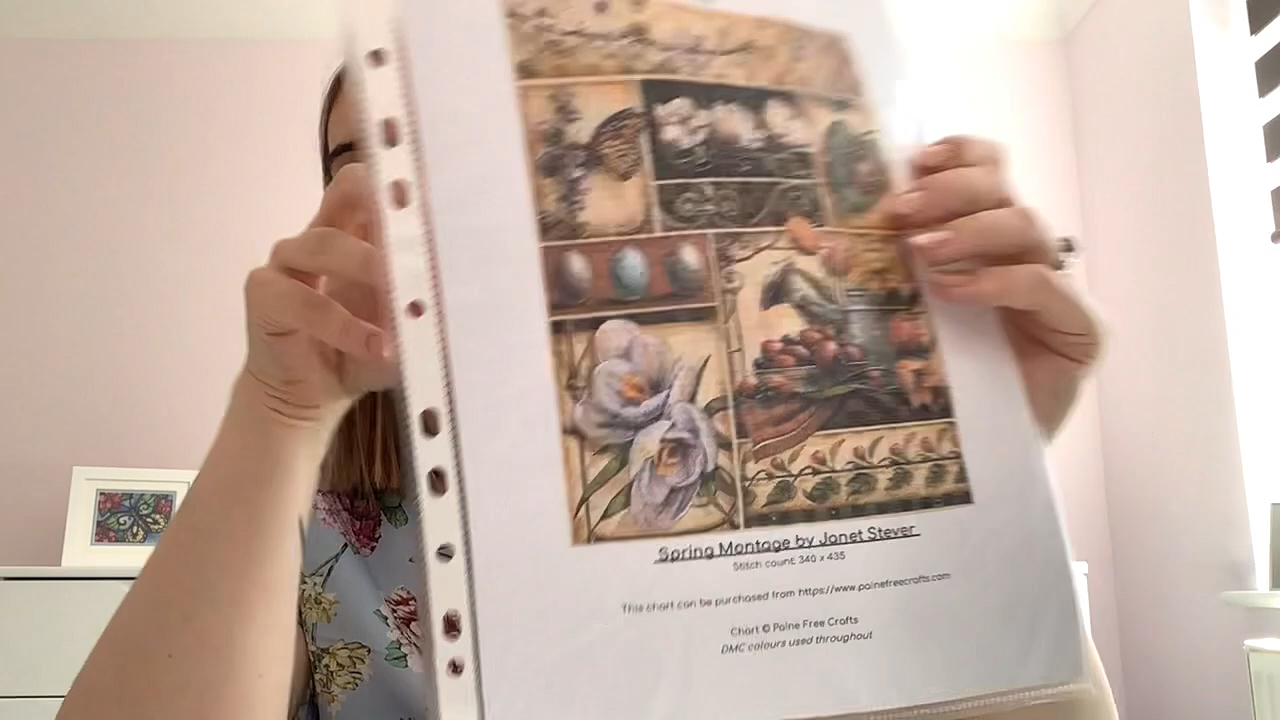 Spring Montage by Janet Stever
Stitch count: 340 x 435
This chart can be purchased from https://www.painefreecrafts.com
Chart © Paine Free Crafts
DMC colours used throughout